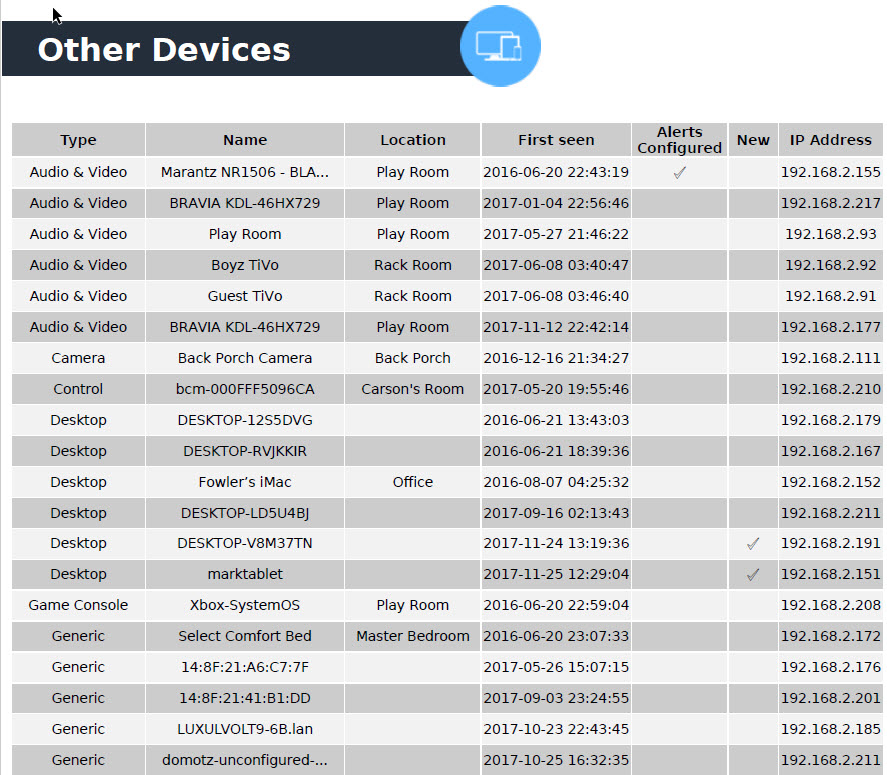 Other Devices
Type Name Location First seen Alerts Configured New IP Address
Audio & Video Marantz NR1506 - BLA... Play Room 2016-06-20 22:43:19 192.168.2.155
Audio & Video BRAVIA KDL-46HX729 Play Room 2017-01-04 22:56:46 192.168.2.217
Audio & Video Play Room Play Room 2017-05-27 21:46:22 192.168.2.93
Audio & Video Boyz TiVo Rack Room 2017-06-08 03:40:47 192.168.2.92
Audio & Video Guest TiVo Rack Room 2017-06-08 03:46:40 192.168.2.91
Audio & Video BRAVIA KDL-46HX729 Play Room 2017-11-12 22:42:14 192.168.2.177
Camera Back Porch Camera Back Porch 2016-12-16 21:34:27 192.168.2.111
Control bcm-000FFF5096CA Carson's Room 2017-05-20 19:55:46 192.168.2.210
Desktop DESKTOP-12S5DVG 2016-06-21 13:43:03 192.168.2.179
Desktop DESKTOP-RVJKKIR 2016-06-21 18:39:36 192.168.2.167
Desktop Fowler’s iMac Office 2016-08-07 04:25:32 192.168.2.152
Desktop DESKTOP-LD5U4BJ 2017-09-16 02:13:43 192.168.2.211
Desktop DESKTOP-V8M37TN 2017-11-24 13:19:36 ✓ 192.168.2.191
Desktop marktablet 2017-11-25 12:29:04 ✓ 192.168.2.151
Game Console Xbox-SystemOS Play Room 2016-06-20 22:59:04 192.168.2.208
Generic Select Comfort Bed Master Bedroom 2016-06-20 23:07:33 192.168.2.172
Generic 14:8F:21:A6:C7:7F 2017-05-26 15:07:15 192.168.2.176
Generic 14:8F:21:41:B1:DD 2017-09-03 23:24:55 192.168.2.201
Generic LUXULVOLT9-6B.lan 2017-10-23 22:43:45 192.168.2.185
Generic domotz-unconfigured-... 2017-10-25 16:32:35 192.168.2.211